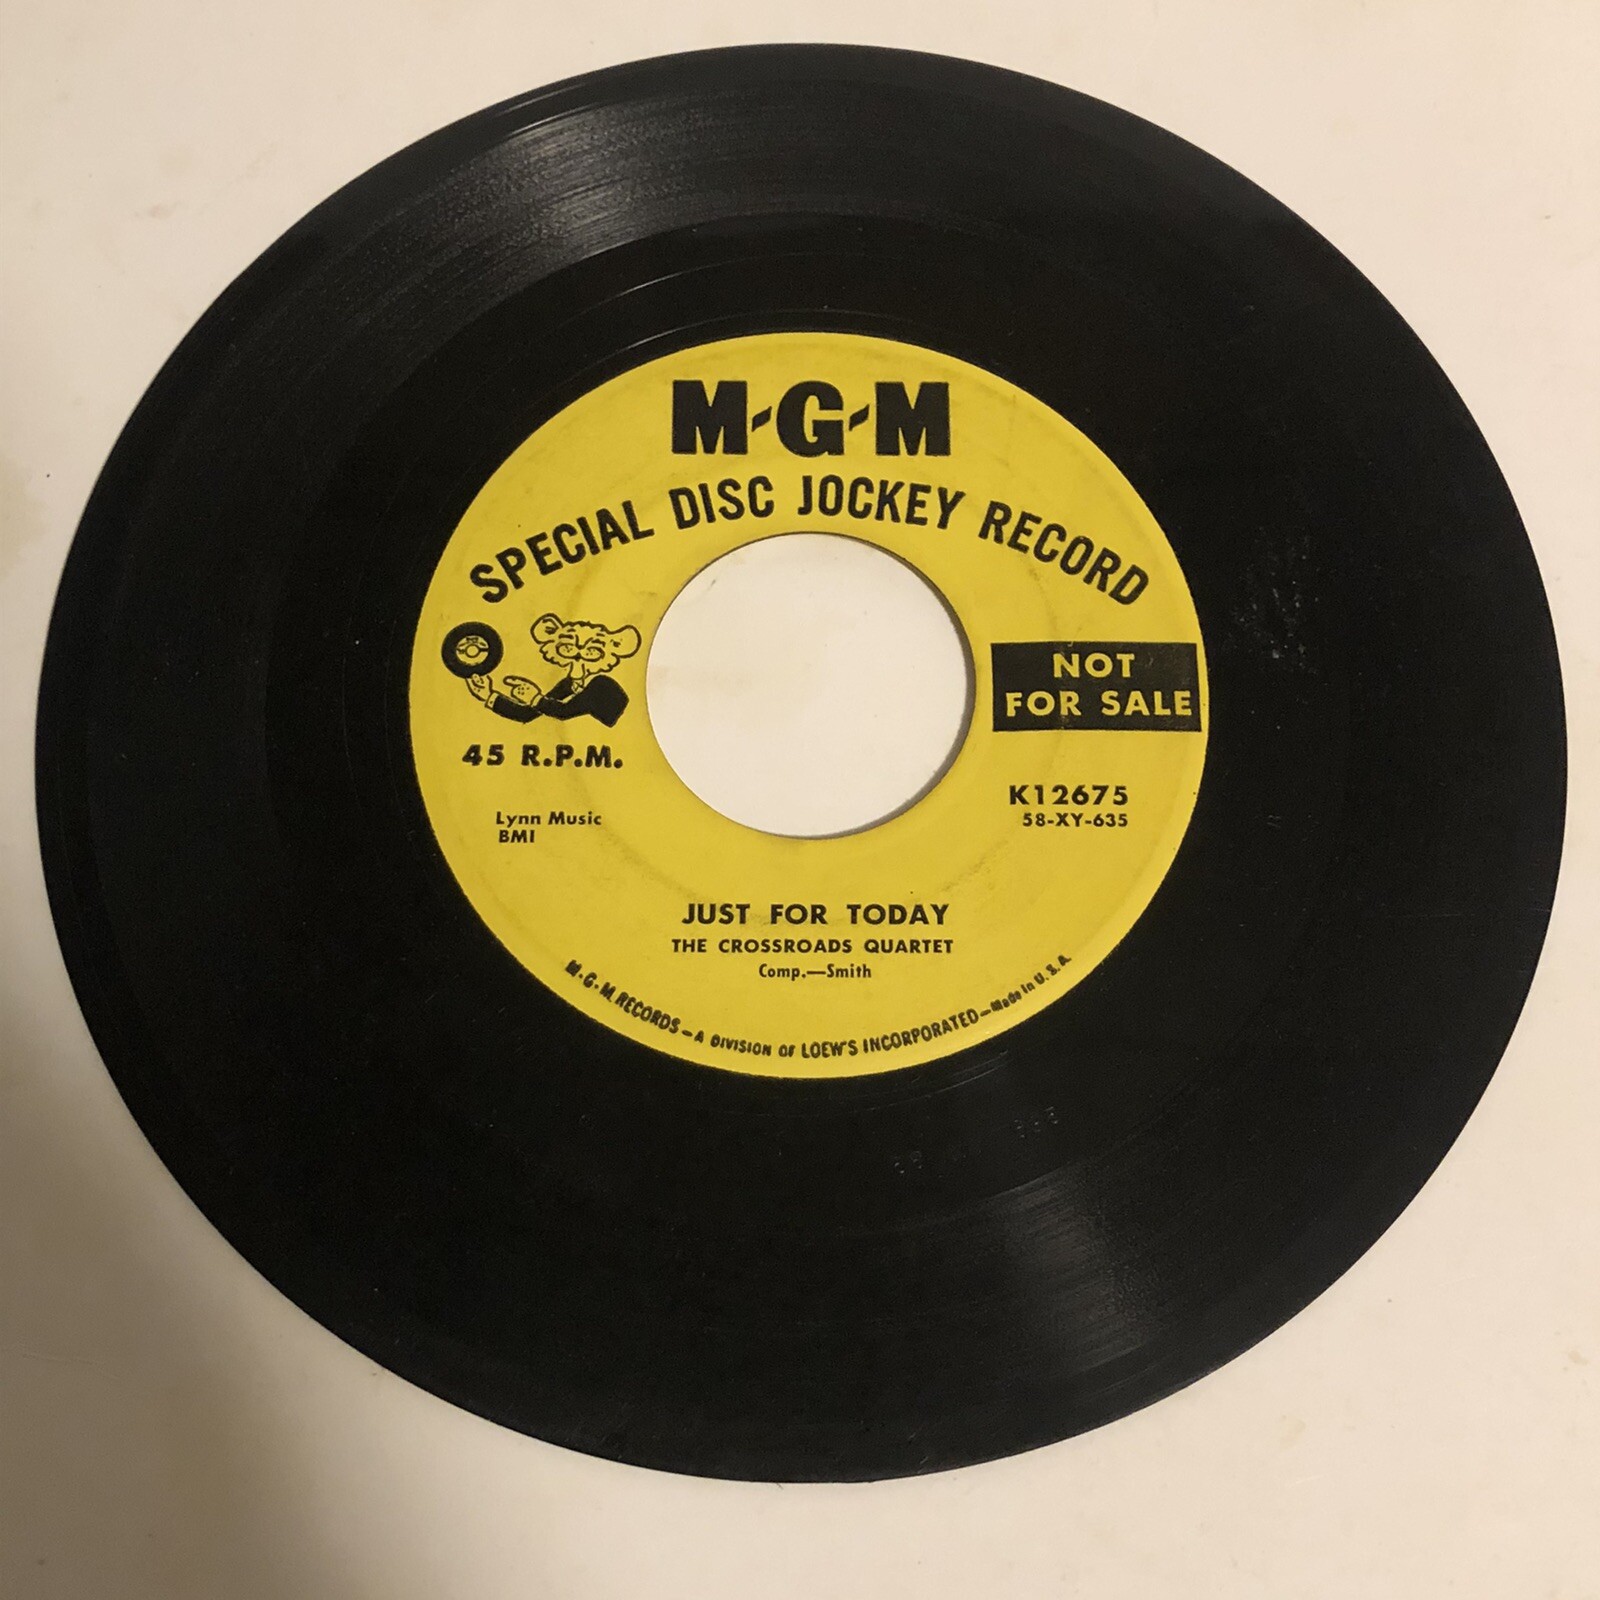 M-G-M
SPECIAL DISC JOCKEY RECORD
NOT
FOR SALE
45 R.P.M.
Lynn Music
BMI
K12675
58-XY-635
JUST FOR TODAY
THE CROSSROADS QUARTET
Comp.—Smith
M-G-M RECORDS — A DIVISION OF LOEW'S INCORPORATED — Made in U.S.A.